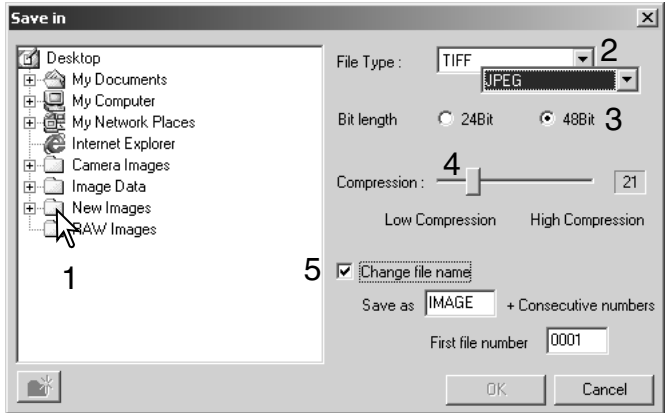 Save in
Desktop
My Documents
My Computer
My Network Places
Internet Explorer
Camera Images
Image Data
New Images
RAW Images
1
File Type :
TIFF
2
JPEG
Bit length
24Bit
48Bit
3
4
Compression :
21
Low Compression
High Compression
5
Change file name
Save as
IMAGE
+ Consecutive numbers
First file number
0001
OK
Cancel